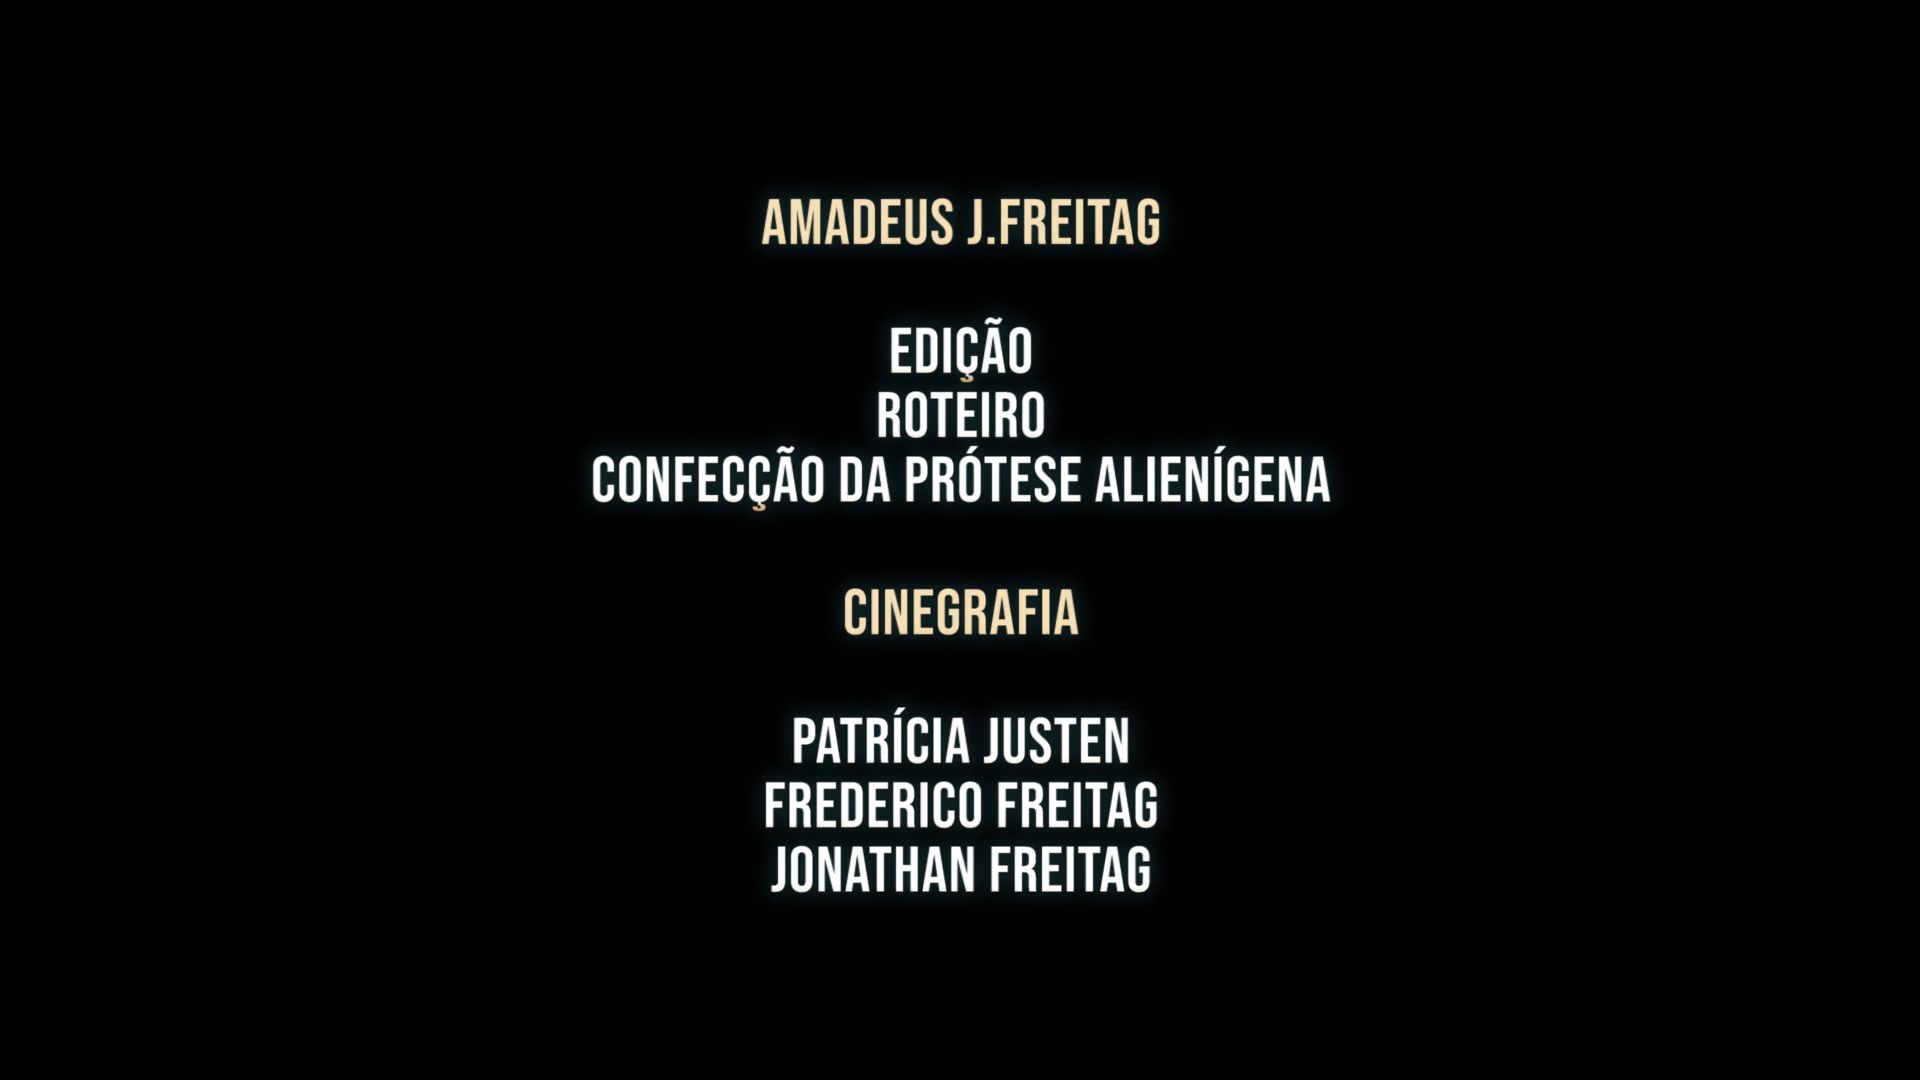 AMADEUS J.FREITAG
EDIÇÃO
ROTEIRO
CONFECÇÃO DA PRÓTESE ALIENÍGENA
CINEGRAFIA
PATRÍCIA JUSTEN
FREDERICO FREITAG
JONATHAN FREITAG